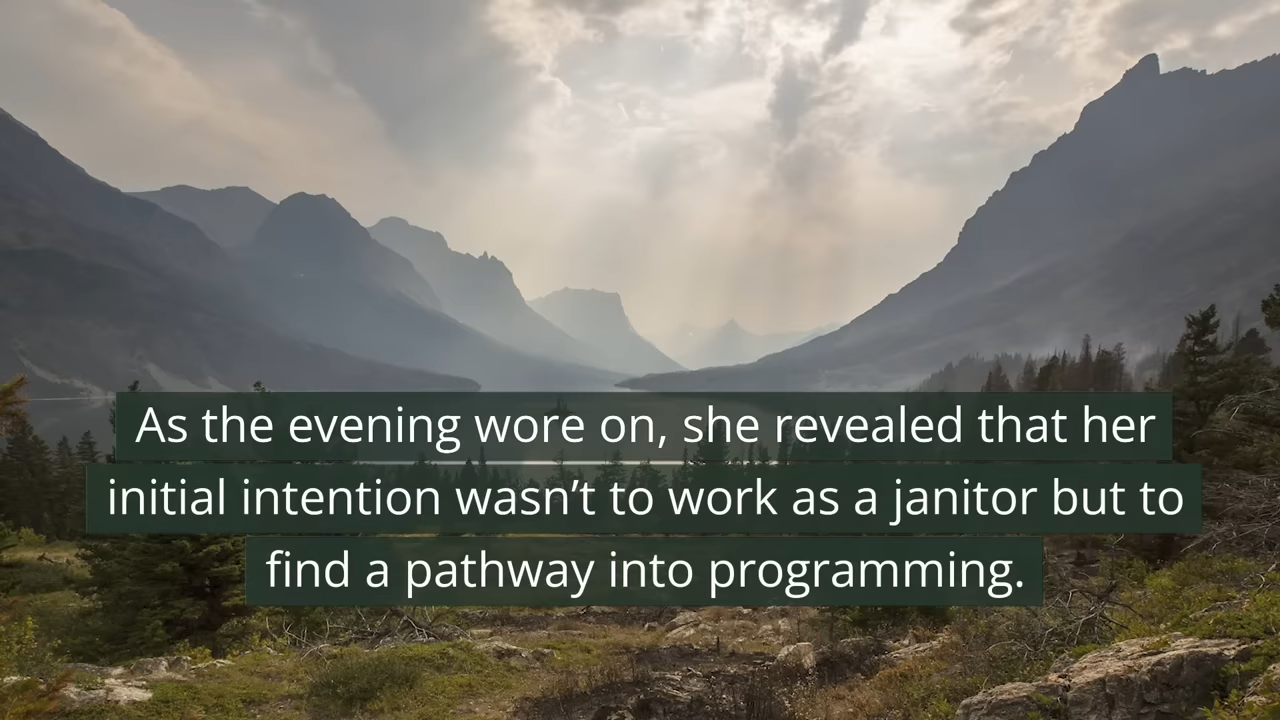 As the evening wore on, she revealed that her
initial intention wasn’t to work as a janitor but to
find a pathway into programming.